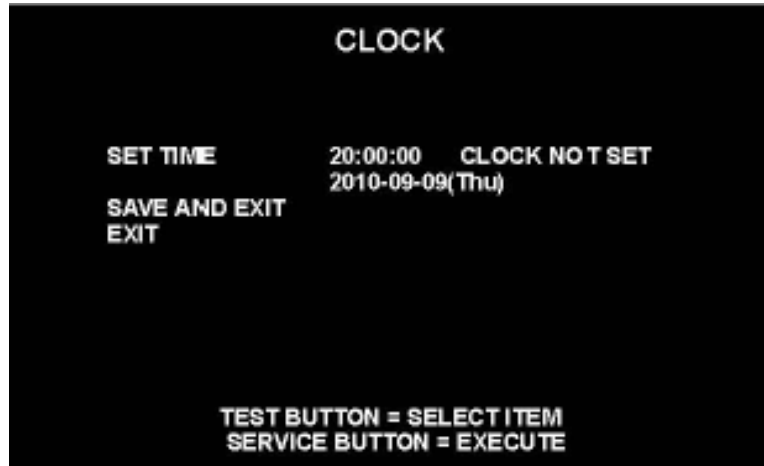 CLOCK
SET TIME 20:00:00 CLOCK NOT SET
2010-09-09(Thu)
SAVE AND EXIT
EXIT
TEST BUTTON = SELECT ITEM
SERVICE BUTTON = EXECUTE